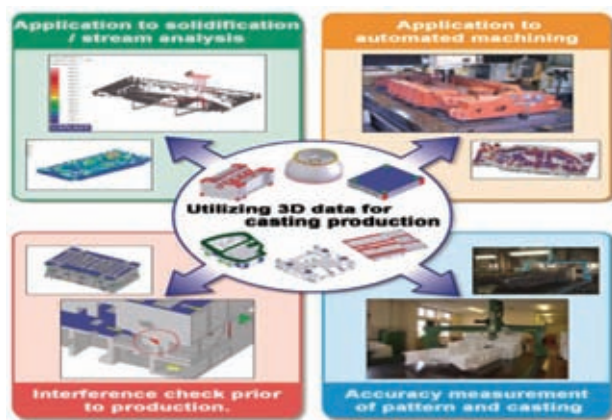 Application to solidification
/ stream analysis
Application to
automated machining
Utilizing 3D data for
casting production
Interference check prior
to production.
Accuracy measurement
of pattern and casting